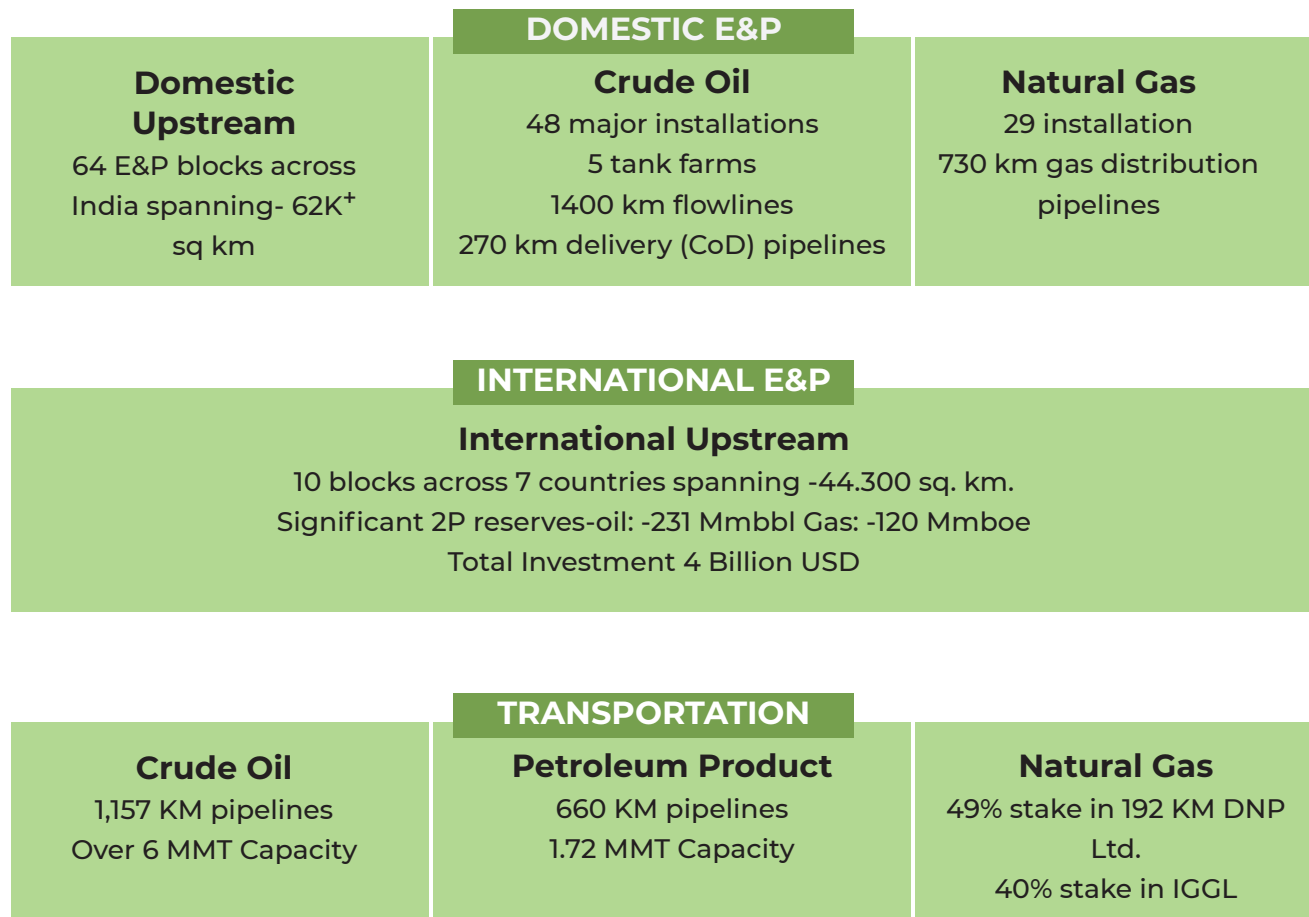 DOMESTIC E&P
Domestic
Upstream
64 E&P blocks across
India spanning- 62K+
sq km
Crude Oil
48 major installations
5 tank farms
1400 km flowlines
270 km delivery (CoD) pipelines
Natural Gas
29 installation
730 km gas distribution
pipelines
INTERNATIONAL E&P
International Upstream
10 blocks across 7 countries spanning -44.300 sq. km.
Significant 2P reserves-oil: -231 Mmbbl Gas: -120 Mmboe
Total Investment 4 Billion USD
TRANSPORTATION
Crude Oil
1,157 KM pipelines
Over 6 MMT Capacity
Petroleum Product
660 KM pipelines
1.72 MMT Capacity
Natural Gas
49% stake in 192 KM DNP
Ltd.
40% stake in IGGL